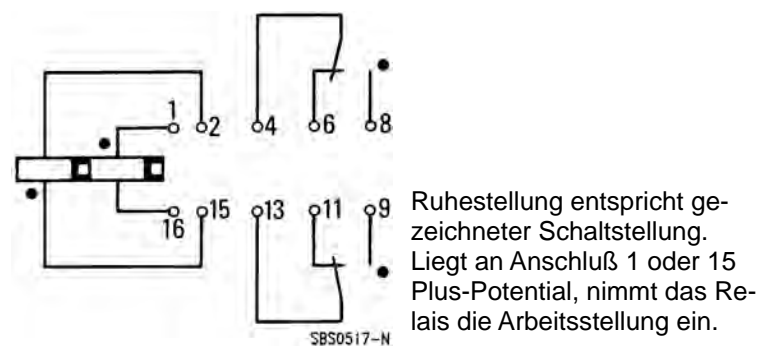 1
2
4
6
8
16
15
13
11
9
SBS0517-N
Ruhestellung entspricht ge-
zeichneter Schaltstellung.
Liegt an Anschluß 1 oder 15
Plus-Potential, nimmt das Re-
lais die Arbeitsstellung ein.